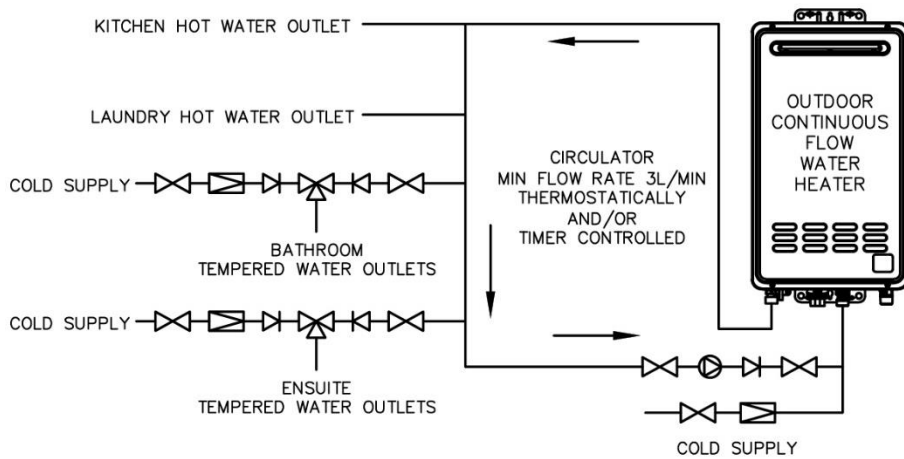 KITCHEN HOT WATER OUTLET
LAUNDRY HOT WATER OUTLET
COLD SUPPLY
BATHROOM
TEMPERED WATER OUTLETS
COLD SUPPLY
ENSUITE
TEMPERED WATER OUTLETS
CIRCULATOR
MIN FLOW RATE 3L/MIN
THERMOSTATICALLY
AND/OR
TIMER CONTROLLED
OUTDOOR
CONTINUOUS
FLOW
WATER
HEATER
COLD SUPPLY